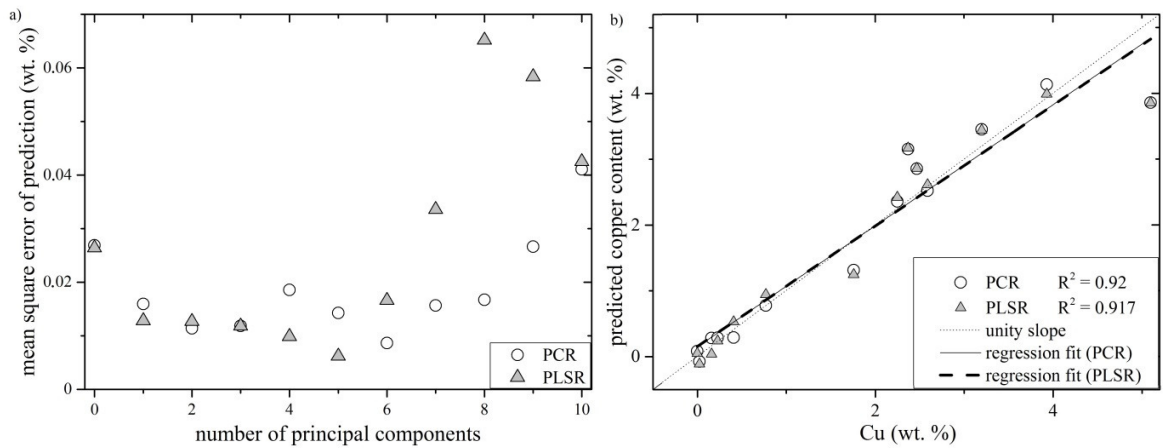 a)
mean square error of prediction (wt. %)
0.06
0.04
0.02
0
0 2 4 6 8 10
number of principal components
PCR
PLSR
b)
predicted copper content (wt. %)
4
2
0
0 2 4
Cu (wt. %)
PCR R² = 0.92
PLSR R² = 0.917
unity slope
regression fit (PCR)
regression fit (PLSR)